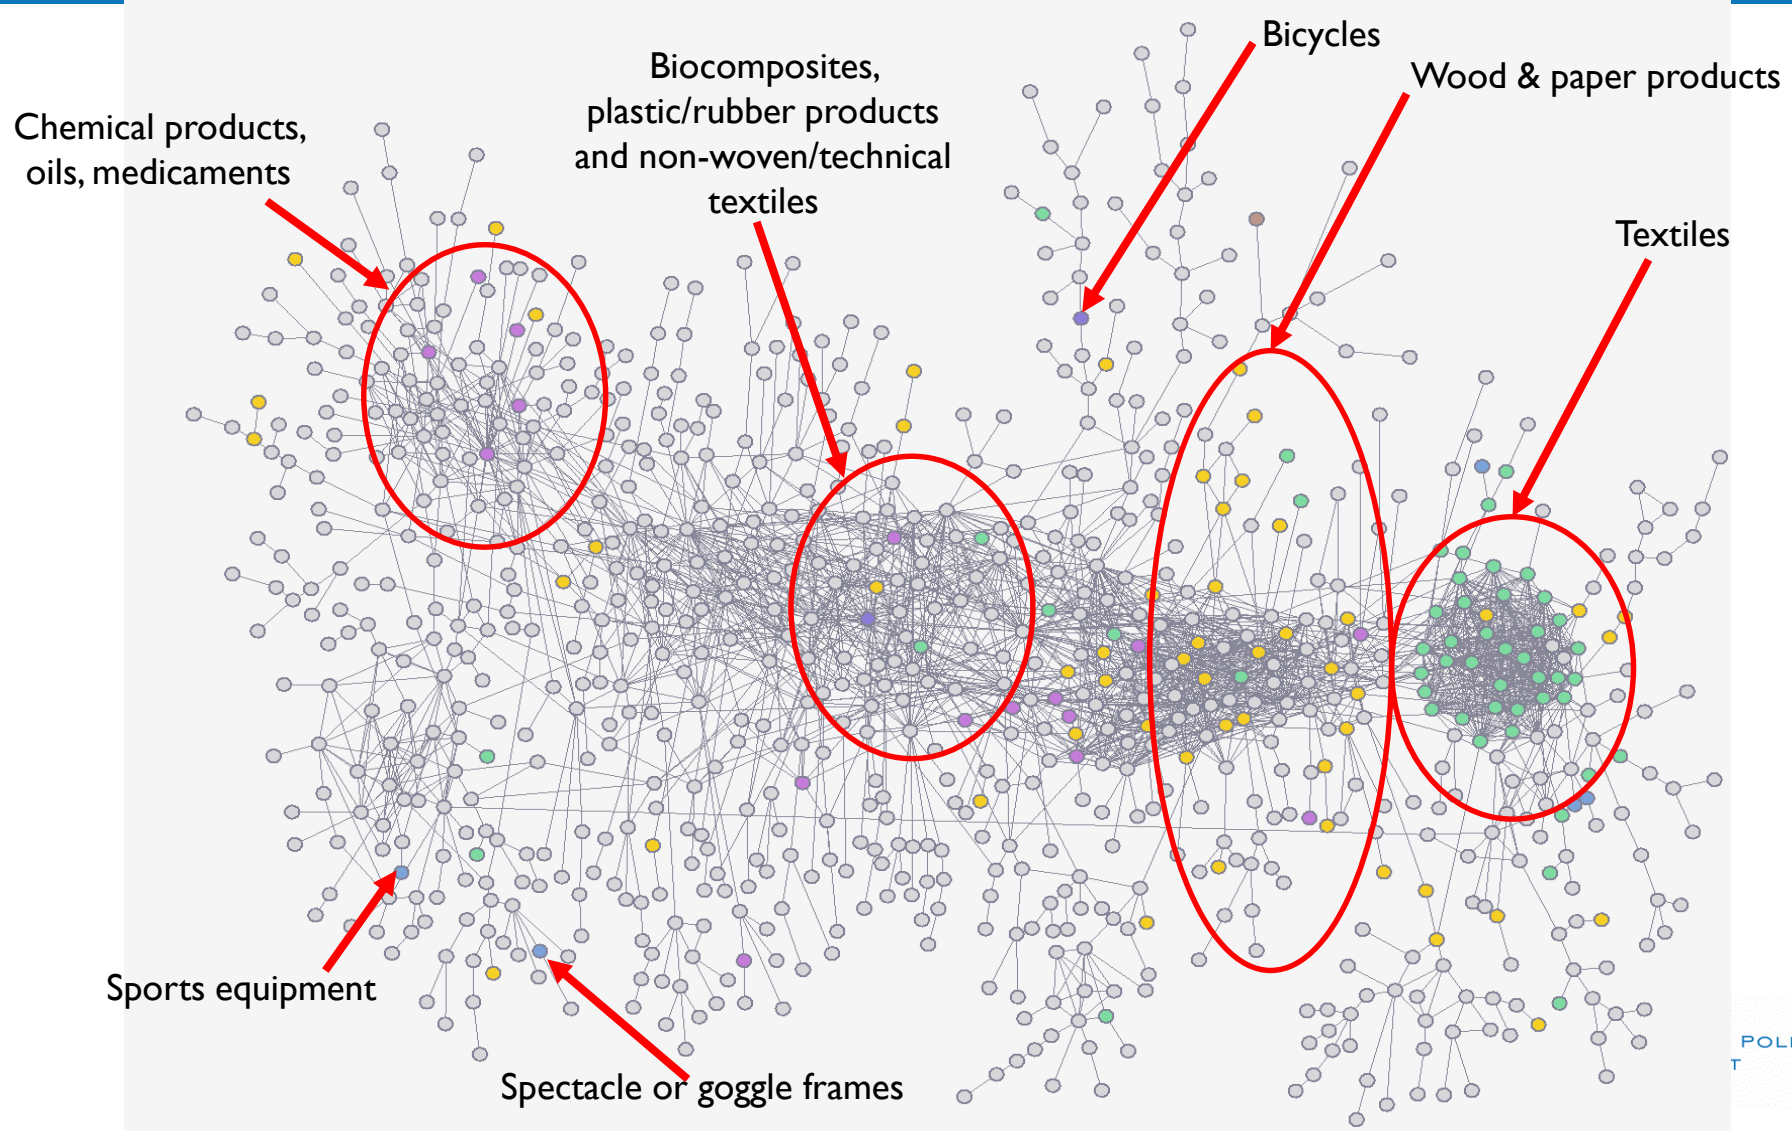 Bicycles
Wood & paper products
Biocomposites,
plastic/rubber products
and non-woven/technical
textiles
Chemical products,
oils, medicaments
Textiles
Sports equipment
Spectacle or goggle frames